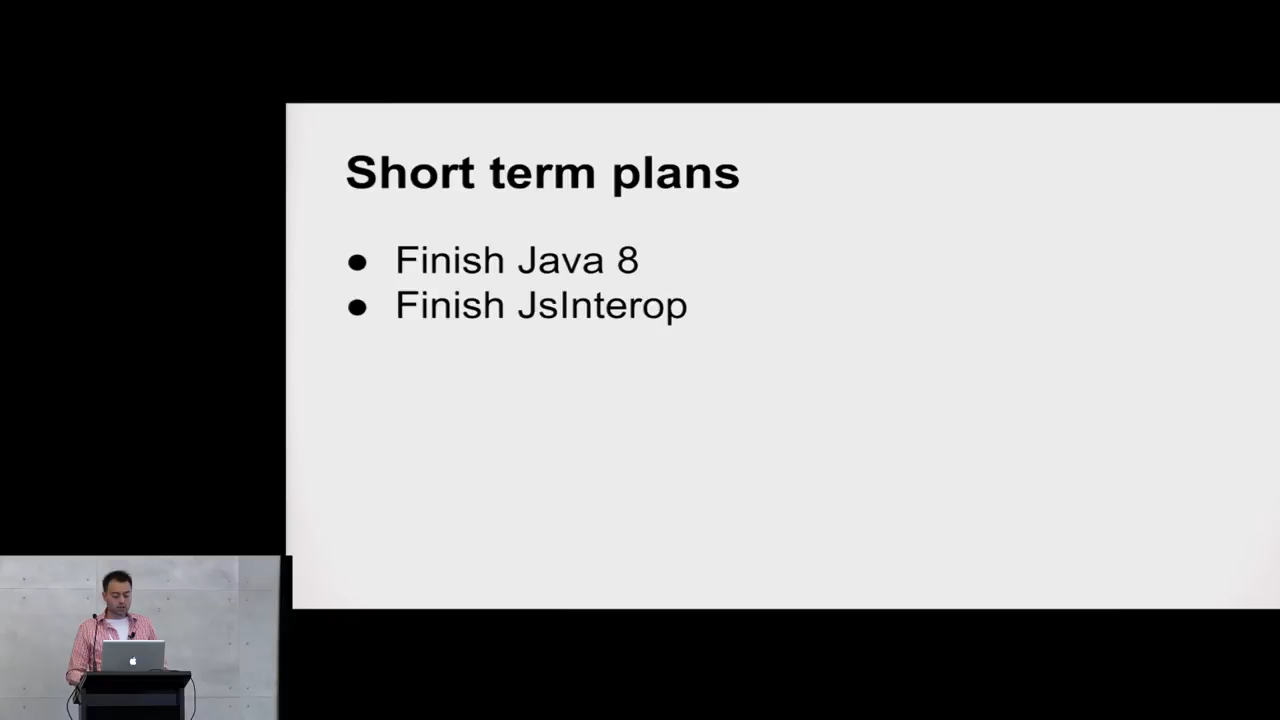 Short term plans
● Finish Java 8
● Finish JsInterop